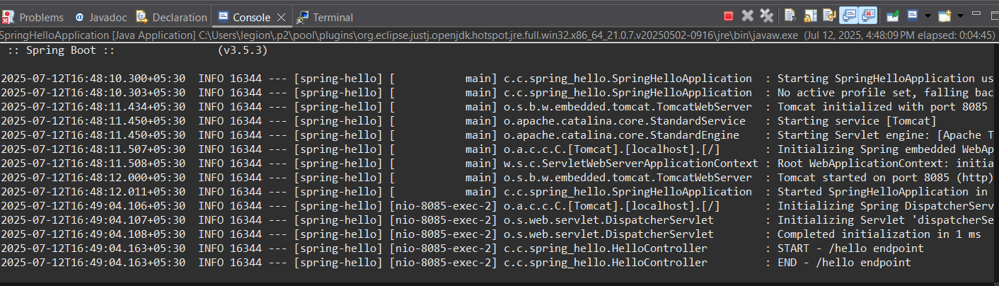 Problems @ Javadoc Declaration Console Terminal
SpringHelloApplication [Java Application] C:\Users\legion\.p2\pool\plugins\org.eclipse.justj.openjdk.hotspot.jre.full.win32.x86_64_21.0.7.v20250502-0916\jre\bin\javaw.exe (Jul 12, 2025, 4:48:09 PM elapsed: 0:04:45)
:: Spring Boot :: (v3.5.3)
2025-07-12T16:48:10.300+05:30 INFO 16344 --- [spring-hello] [ main] c.c.spring_hello.SpringHelloApplication : Starting SpringHelloApplication us
2025-07-12T16:48:10.303+05:30 INFO 16344 --- [spring-hello] [ main] c.c.spring_hello.SpringHelloApplication : No active profile set, falling bac
2025-07-12T16:48:11.434+05:30 INFO 16344 --- [spring-hello] [ main] o.s.b.w.embedded.tomcat.TomcatWebServer : Tomcat initialized with port 8085
2025-07-12T16:48:11.450+05:30 INFO 16344 --- [spring-hello] [ main] o.apache.catalina.core.StandardService : Starting service [Tomcat]
2025-07-12T16:48:11.450+05:30 INFO 16344 --- [spring-hello] [ main] o.apache.catalina.core.StandardEngine : Starting Servlet engine: [Apache T
2025-07-12T16:48:11.507+05:30 INFO 16344 --- [spring-hello] [ main] o.a.c.c.C.[Tomcat].[localhost].[/] : Initializing Spring embedded WebAp
2025-07-12T16:48:11.508+05:30 INFO 16344 --- [spring-hello] [ main] w.s.c.ServletWebServerApplicationContext : Root WebApplicationContext: initia
2025-07-12T16:48:12.000+05:30 INFO 16344 --- [spring-hello] [ main] o.s.b.w.embedded.tomcat.TomcatWebServer : Tomcat started on port 8085 (http)
2025-07-12T16:48:12.011+05:30 INFO 16344 --- [spring-hello] [ main] c.c.spring_hello.SpringHelloApplication : Started SpringHelloApplication in
2025-07-12T16:49:04.106+05:30 INFO 16344 --- [spring-hello] [nio-8085-exec-2] o.a.c.c.C.[Tomcat].[localhost].[/] : Initializing Spring DispatcherServ
2025-07-12T16:49:04.107+05:30 INFO 16344 --- [spring-hello] [nio-8085-exec-2] o.s.web.servlet.DispatcherServlet : Initializing Servlet 'dispatcherSe
2025-07-12T16:49:04.108+05:30 INFO 16344 --- [spring-hello] [nio-8085-exec-2] o.s.web.servlet.DispatcherServlet : Completed initialization in 1 ms
2025-07-12T16:49:04.163+05:30 INFO 16344 --- [spring-hello] [nio-8085-exec-2] c.c.spring_hello.HelloController : START - /hello endpoint
2025-07-12T16:49:04.163+05:30 INFO 16344 --- [spring-hello] [nio-8085-exec-2] c.c.spring_hello.HelloController : END - /hello endpoint